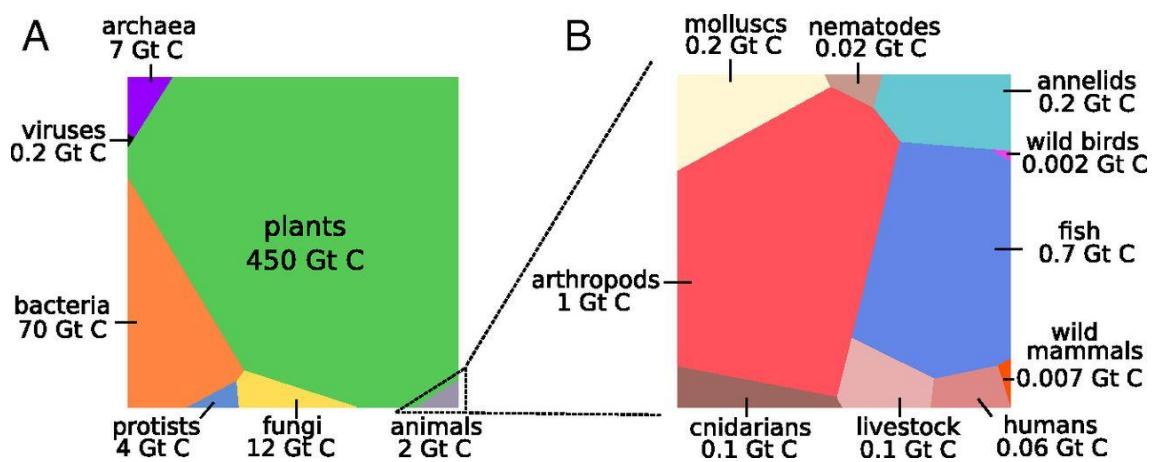 A
archaea
7 Gt C
viruses
0.2 Gt C
plants
450 Gt C
bacteria
70 Gt C
protists
4 Gt C
fungi
12 Gt C
animals
2 Gt C
B
molluscs
0.2 Gt C
nematodes
0.02 Gt C
annelids
0.2 Gt C
wild birds
0.002 Gt C
fish
0.7 Gt C
arthropods
1 Gt C
wild
mammals
0.007 Gt C
cnidarians
0.1 Gt C
livestock
0.1 Gt C
humans
0.06 Gt C